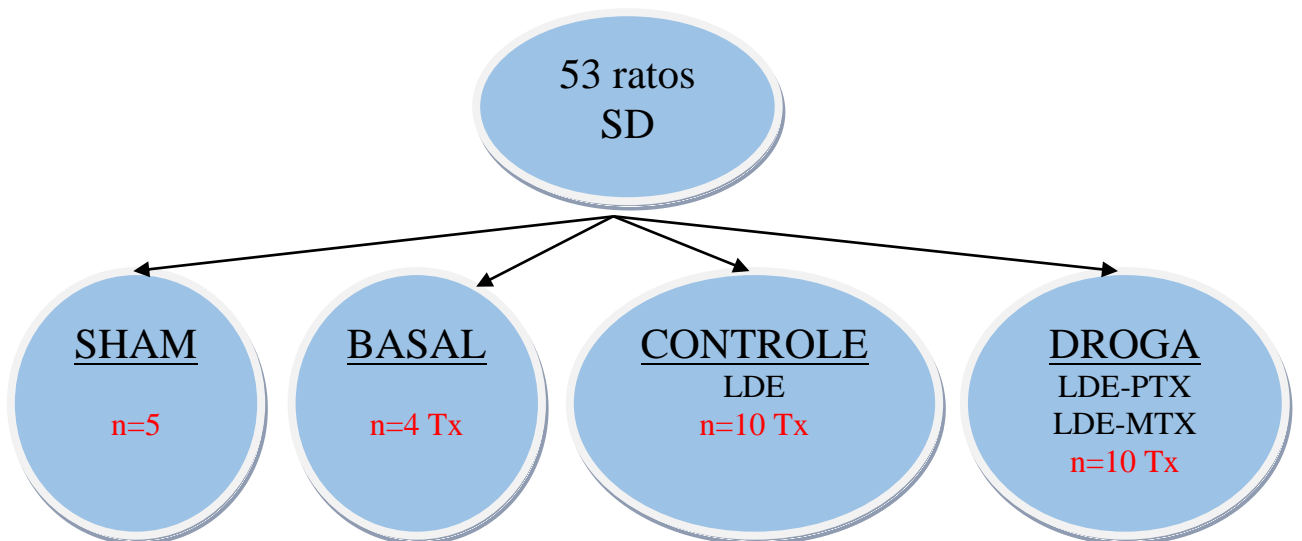 53 ratos
SD
SHAM
n=5
BASAL
n=4 Tx
CONTROLE
LDE
n=10 Tx
DROGA
LDE-PTX
LDE-MTX
n=10 Tx